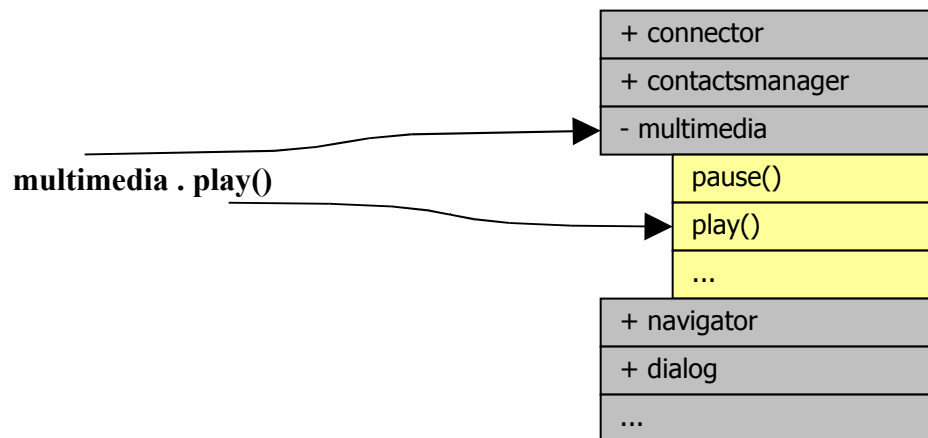 + connector
+ contactsmanager
- multimedia
multimedia . play()
pause()
play()
...
+ navigator
+ dialog
...